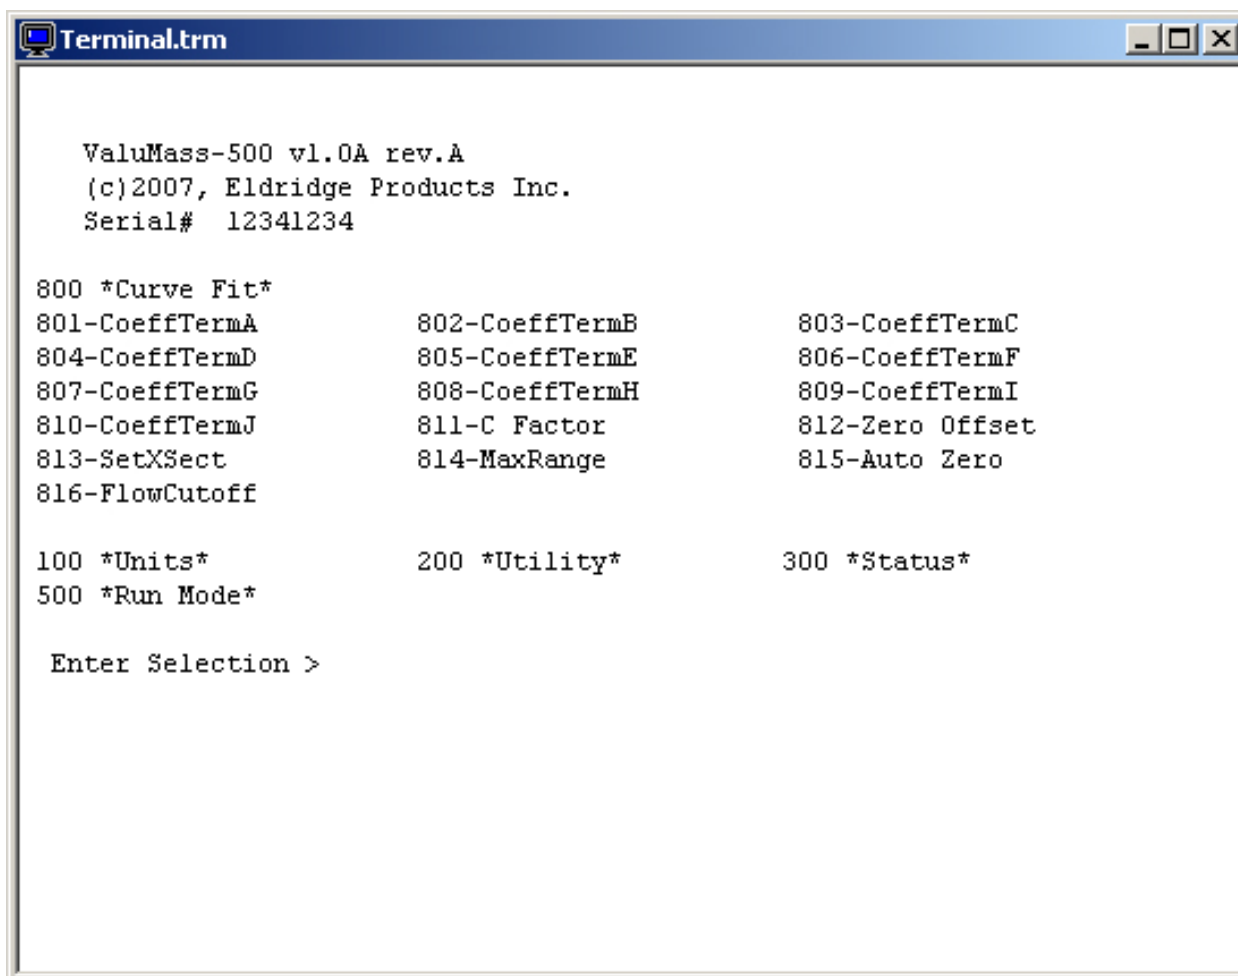 Terminal.trm
ValuMass-500 v1.0A rev.A
(c)2007, Eldridge Products Inc.
Serial#  12341234
800 *Curve Fit*
801-CoeffTermA 802-CoeffTermB 803-CoeffTermC
804-CoeffTermD 805-CoeffTermE 806-CoeffTermF
807-CoeffTermG 808-CoeffTermH 809-CoeffTermI
810-CoeffTermJ 811-C Factor 812-Zero Offset
813-SetXSect 814-MaxRange 815-Auto Zero
816-FlowCutoff
100 *Units* 200 *Utility* 300 *Status*
500 *Run Mode*
Enter Selection >